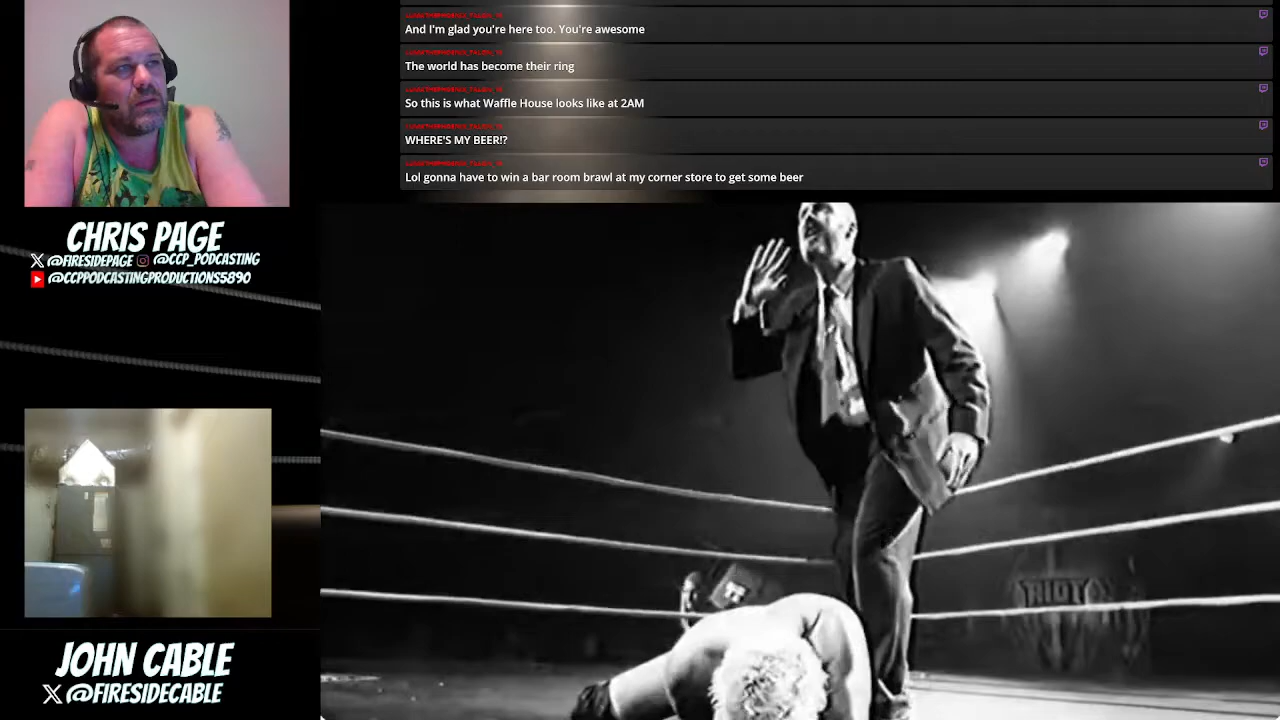 And I'm glad you're here too. You're awesome
The world has become their ring
So this is what Waffle House looks like at 2AM
WHERE'S MY BEER!?
Lol gonna have to win a bar room brawl at my corner store to get some beer
CHRIS PAGE
X @FIRESIDEPAGE @CCP_PODCASTING
@CCPPODCASTINGPRODUCTIONS5890
RIOT
JOHN CABLE
X @FIRESIDECABLE